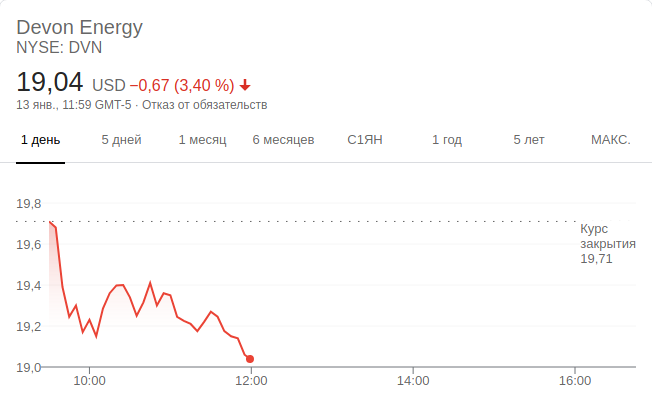 Devon Energy
NYSE: DVN
19,04 USD −0,67 (3,40 %)
13 янв., 11:59 GMT-5 · Отказ от обязательств
1 день 5 дней 1 месяц 6 месяцев С1ЯН 1 год 5 лет МАКС.
19,8
Курс
закрытия
19,71
19,6
19,4
19,2
19,0
10:00 12:00 14:00 16:00